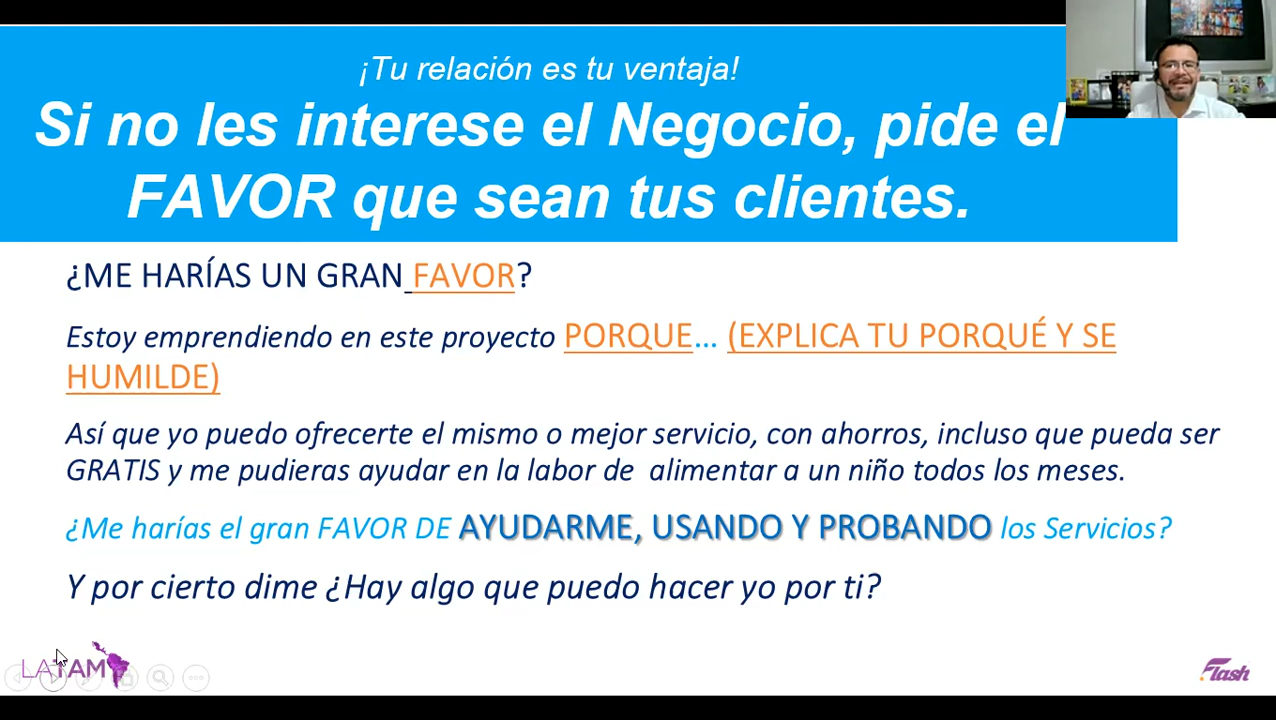 ¡Tu relación es tu ventaja!
Si no les interese el Negocio, pide el
FAVOR que sean tus clientes.
¿ME HARÍAS UN GRAN FAVOR?
Estoy emprendiendo en este proyecto PORQUE... (EXPLICA TU PORQUÉ Y SE
HUMILDE)
Así que yo puedo ofrecerte el mismo o mejor servicio, con ahorros, incluso que pueda ser
GRATIS y me pudieras ayudar en la labor de alimentar a un niño todos los meses.
¿Me harías el gran FAVOR DE AYUDARME, USANDO Y PROBANDO los Servicios?
Y por cierto dime ¿Hay algo que puedo hacer yo por ti?
LATAM
Flash